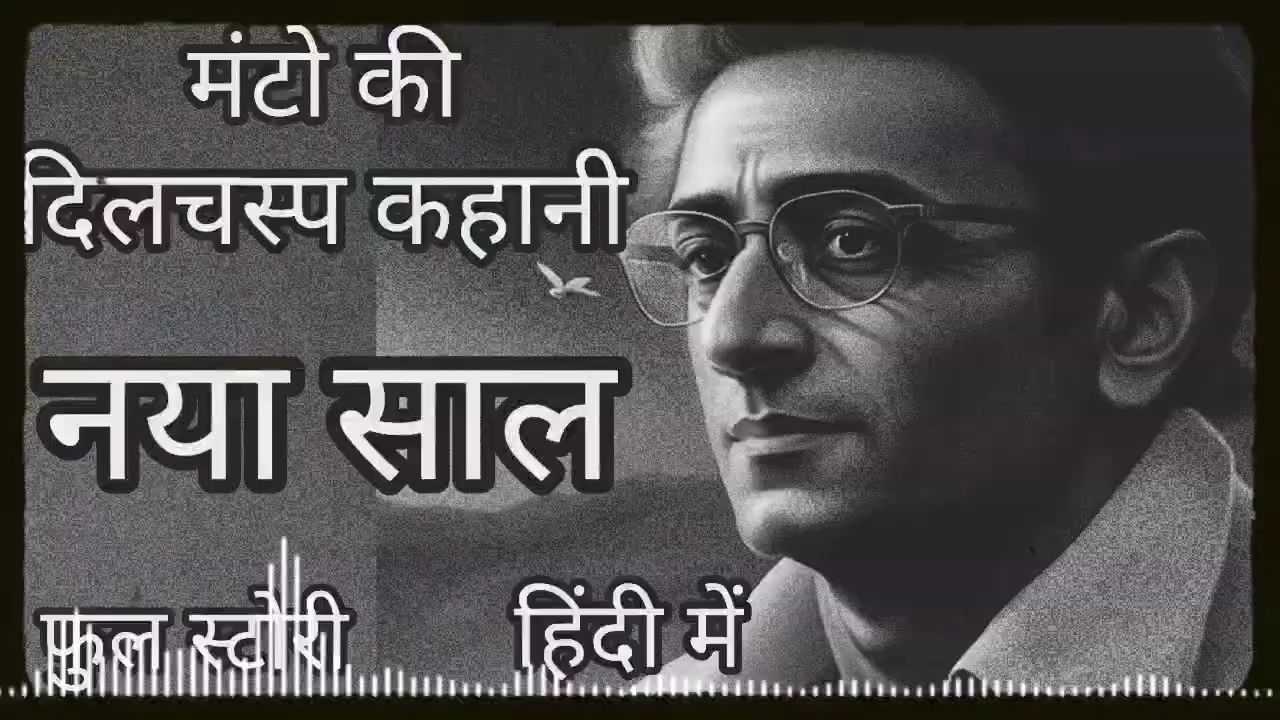 मंटो की
दिलचस्प कहानी
नया साल
फुल स्टोरी हिंदी में